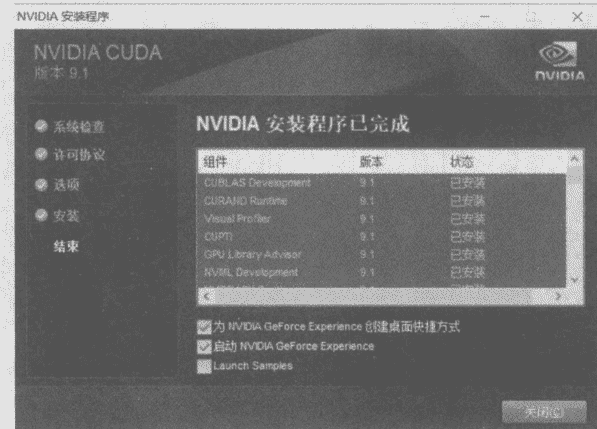 NVIDIA 安装程序
NVIDIA CUDA
版本 9.1
NVIDIA
系统检查
许可协议
选项
安装
结束
NVIDIA 安装程序已完成
组件 版本 状态
CUBLAS Development 9.1 已安装
CURAND Runtime 9.1 已安装
Visual Profiler 9.1 已安装
CUPTI 9.1 已安装
GPU Library Advisor 9.1 已安装
NVML Development 9.1 已安装
为 NVIDIA GeForce Experience 创建桌面快捷方式
启动 NVIDIA GeForce Experience
Launch Samples
关闭(C)